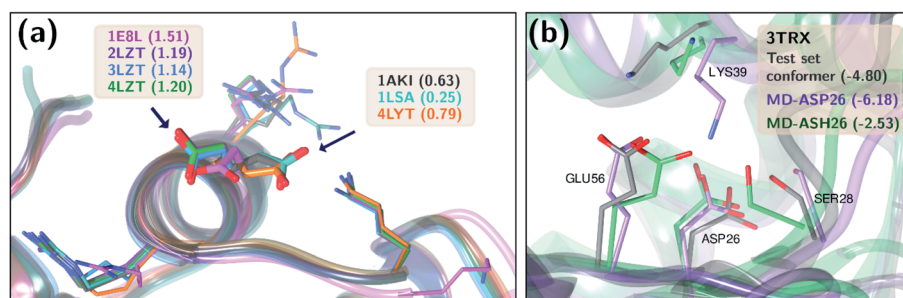 (a)
1E8L (1.51)
2LZT (1.19)
3LZT (1.14)
4LZT (1.20)
1AKI (0.63)
1LSA (0.25)
4LYT (0.79)
(b)
3TRX
Test set
conformer (-4.80)
MD-ASP26 (-6.18)
MD-ASH26 (-2.53)
LYS39
GLU56
SER28
ASP26